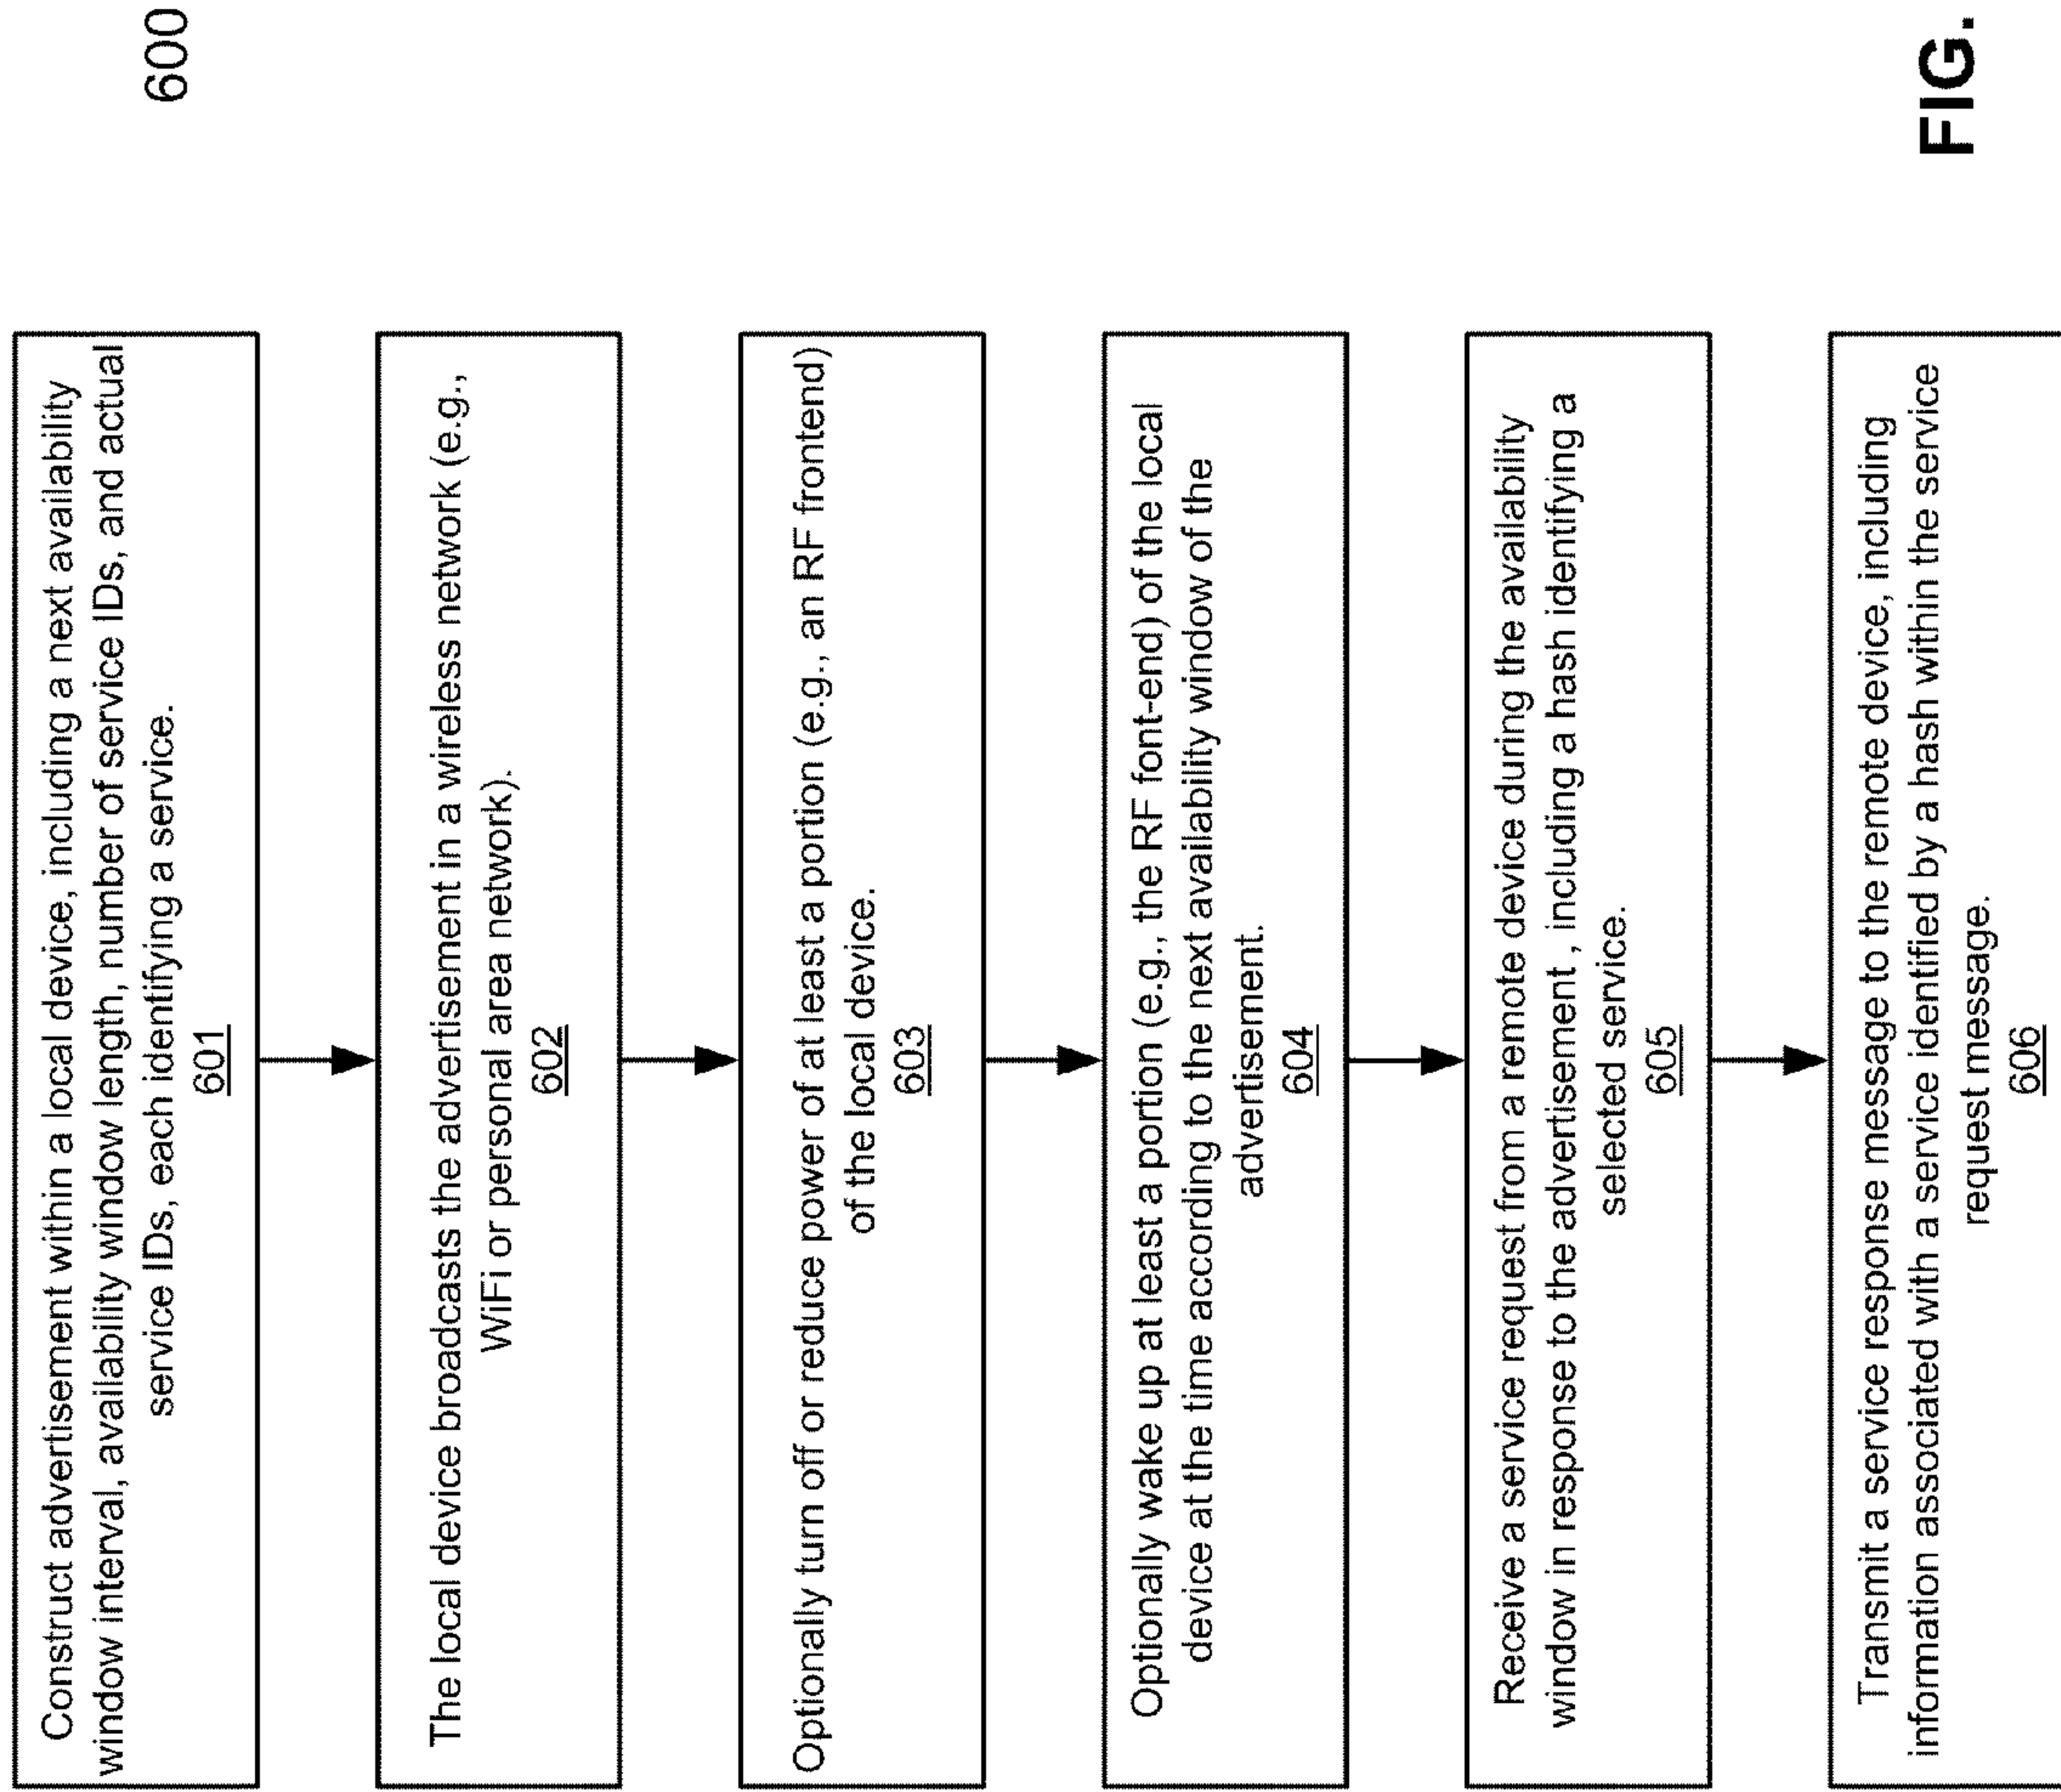 600
Construct advertisement within a local device, including a next availability
window interval, availability window length, number of service IDs, and actual
service IDs, each identifying a service.
601
The local device broadcasts the advertisement in a wireless network (e.g.,
WiFi or personal area network).
602
Optionally turn off or reduce power of at least a portion (e.g., an RF frontend)
of the local device.
603
Optionally wake up at least a portion (e.g., the RF font-end) of the local
device at the time according to the next availability window of the
advertisement.
604
Receive a service request from a remote device during the availability
window in response to the advertisement , including a hash identifying a
selected service.
605
Transmit a service response message to the remote device, including
information associated with a service identified by a hash within the service
request message.
606
FIG.